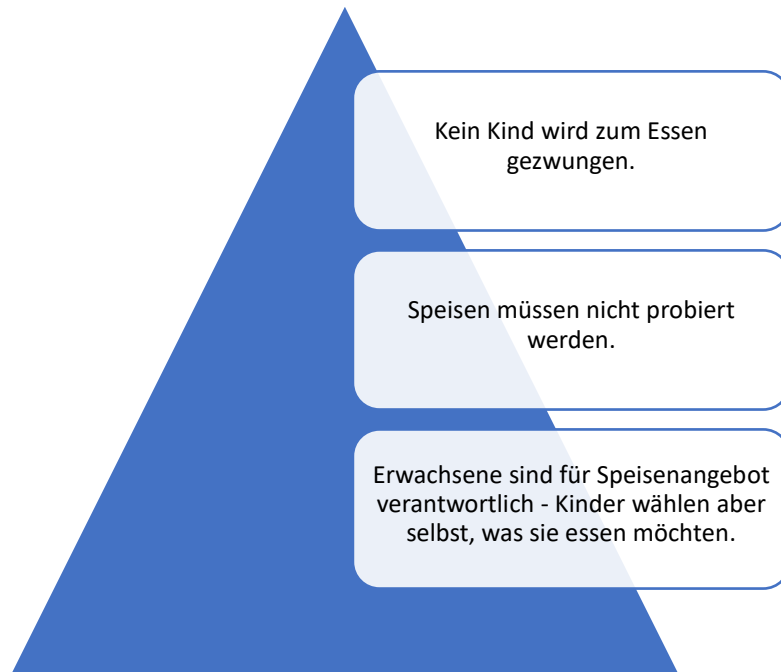 Kein Kind wird zum Essen
gezwungen.
Speisen müssen nicht probiert
werden.
Erwachsene sind für Speisenangebot
verantwortlich - Kinder wählen aber
selbst, was sie essen möchten.